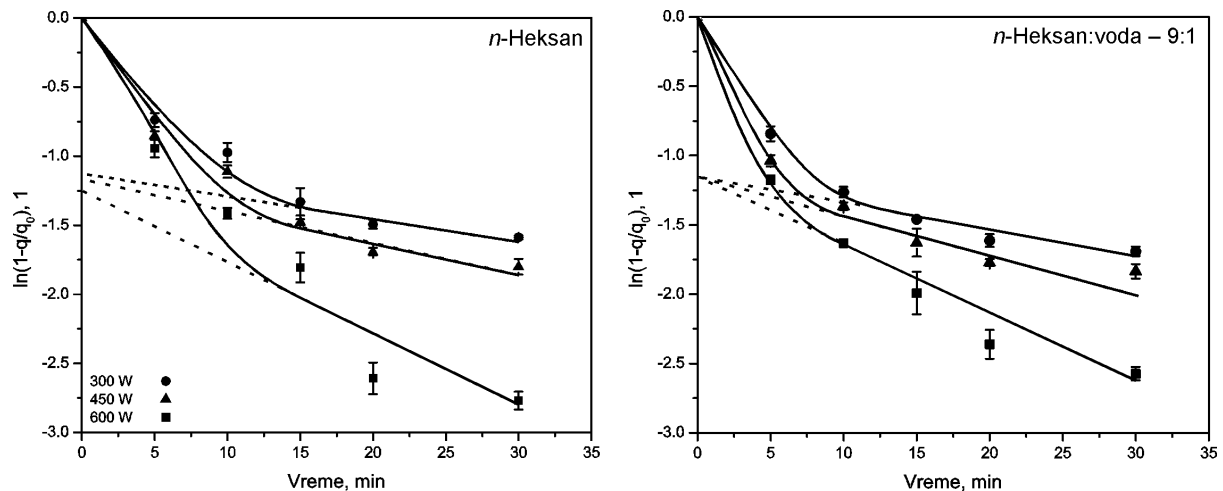 n-Heksan
ln(1-q/q0), 1
0.0
-0.5
-1.0
-1.5
-2.0
-2.5
-3.0
300 W
450 W
600 W
0 5 10 15 20 25 30 35
Vreme, min
n-Heksan:voda – 9:1
ln(1-q/q0), 1
0.0
-0.5
-1.0
-1.5
-2.0
-2.5
-3.0
0 5 10 15 20 25 30 35
Vreme, min